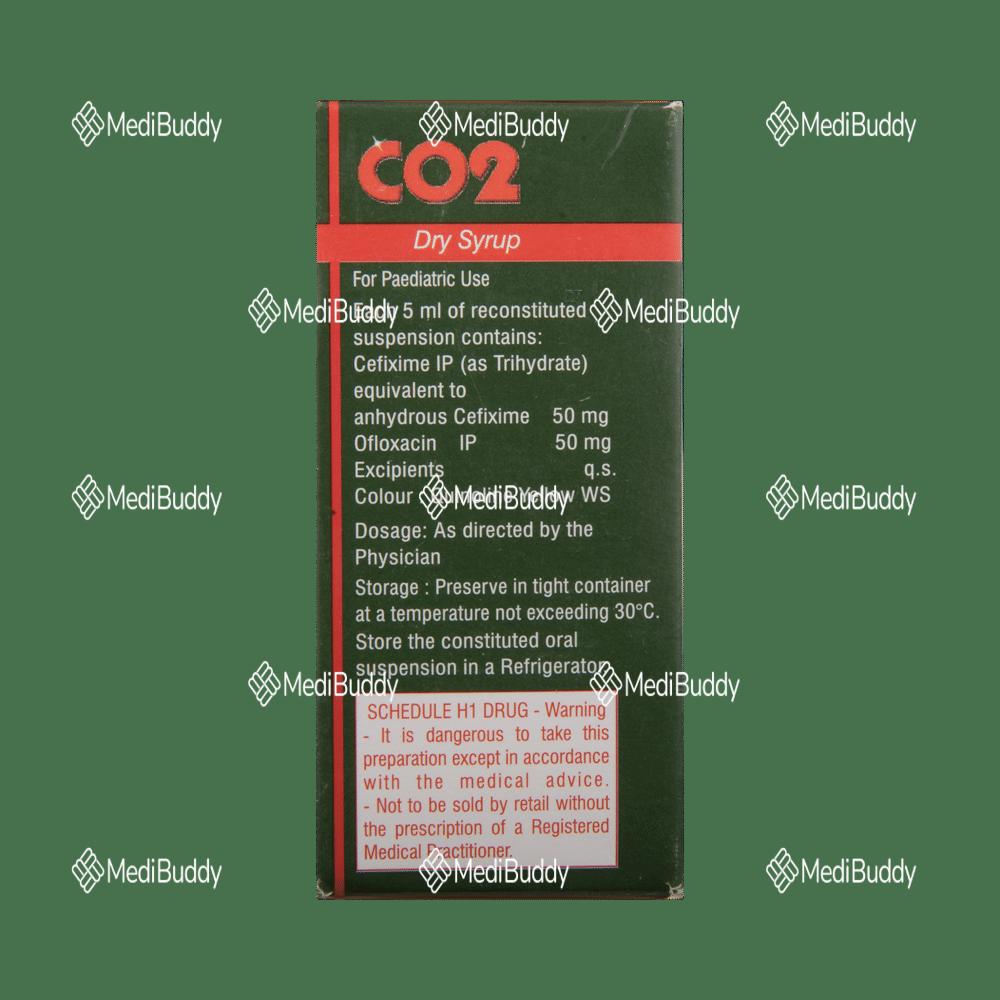 MediBuddy MediBuddy MediBuddy
CO2
Dry Syrup
For Paediatric Use
MediBuddy MediBuddy
Each 5 ml of reconstituted
suspension contains:
Cefixime IP (as Trihydrate)
equivalent to
anhydrous Cefixime 50 mg
Ofloxacin IP 50 mg
Excipients q.s.
MediBuddy MediBuddy MediBuddy
Colour Yellow WS
Dosage: As directed by the
Physician
Storage : Preserve in tight container
at a temperature not exceeding 30°C.
Store the constituted oral
suspension in a Refrigerator
MediBuddy MediBuddy
SCHEDULE H1 DRUG - Warning
- It is dangerous to take this
preparation except in accordance
with the medical advice.
- Not to be sold by retail without
the prescription of a Registered
Medical Practitioner.
MediBuddy MediBuddy MediBuddy